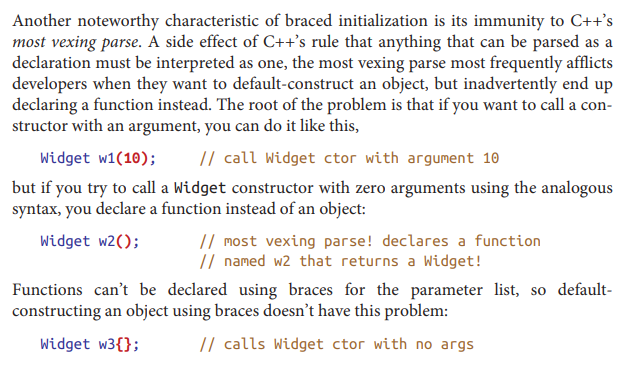 Another noteworthy characteristic of braced initialization is its immunity to C++’s
most vexing parse. A side effect of C++’s rule that anything that can be parsed as a
declaration must be interpreted as one, the most vexing parse most frequently afflicts
developers when they want to default-construct an object, but inadvertently end up
declaring a function instead. The root of the problem is that if you want to call a con-
structor with an argument, you can do it like this,
Widget w1(10); // call Widget ctor with argument 10
but if you try to call a Widget constructor with zero arguments using the analogous
syntax, you declare a function instead of an object:
Widget w2(); // most vexing parse! declares a function
// named w2 that returns a Widget!
Functions can’t be declared using braces for the parameter list, so default-
constructing an object using braces doesn’t have this problem:
Widget w3{}; // calls Widget ctor with no args